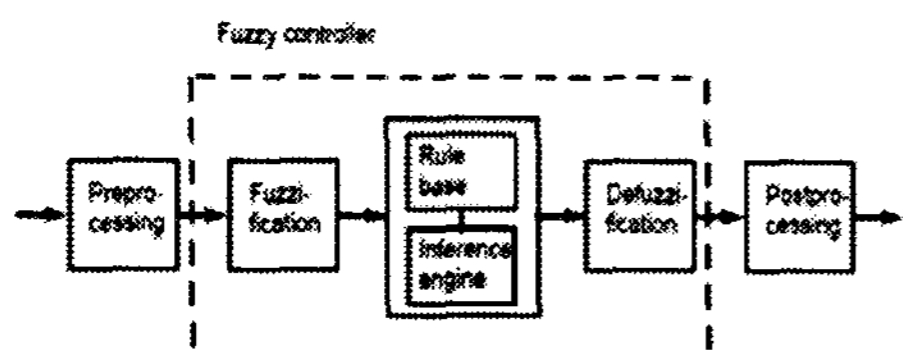 Fuzzy controller
Prepro-
cessing
Fuzzi-
fication
Rule
base
Inference
engine
Defuzzi-
fication
Postpro-
cessing